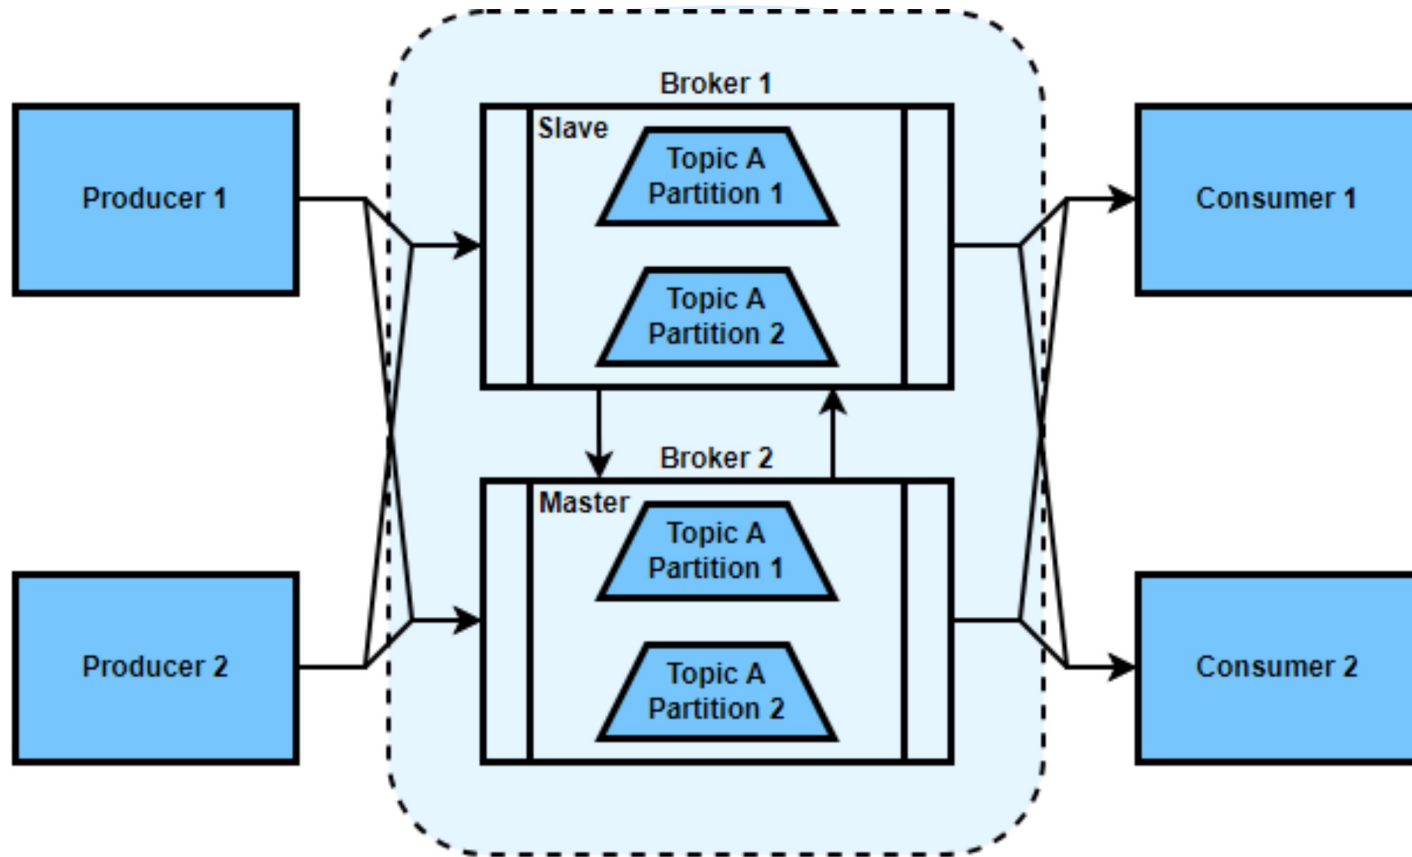 Broker 1
Slave
Topic A
Partition 1
Topic A
Partition 2
Producer 1
Consumer 1
Broker 2
Master
Topic A
Partition 1
Topic A
Partition 2
Producer 2
Consumer 2